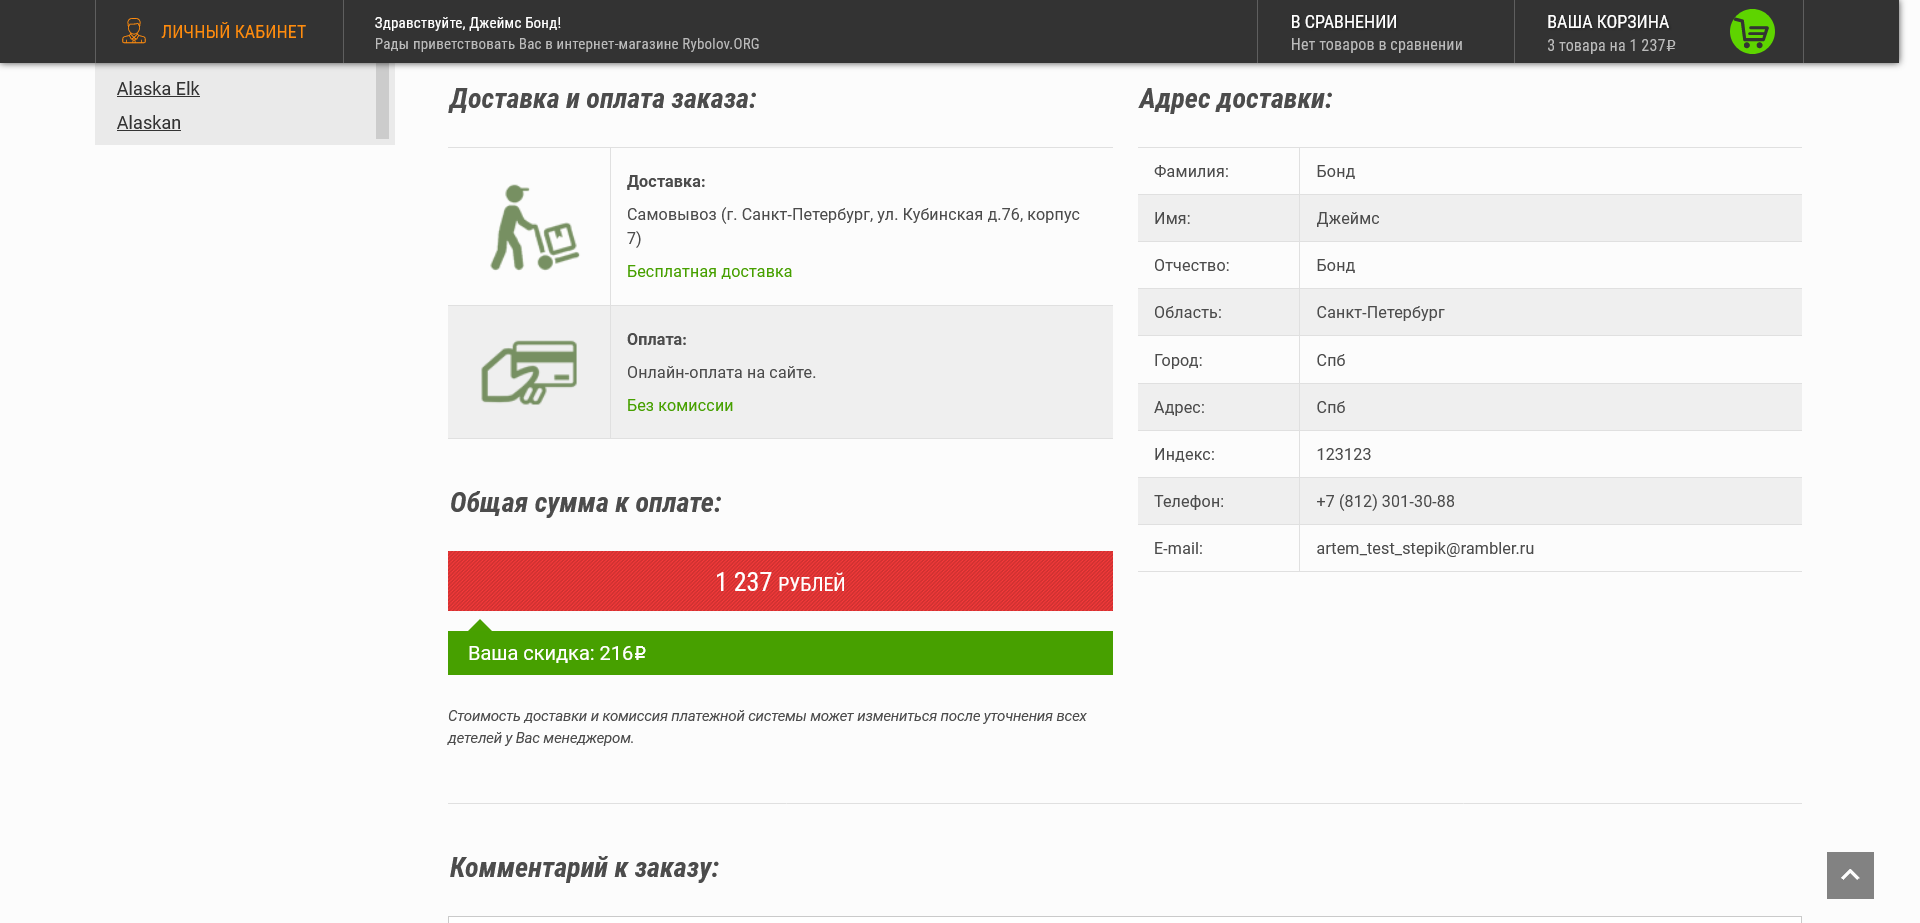 ЛИЧНЫЙ КАБИНЕТ
Здравствуйте, Джеймс Бонд!
Рады приветствовать Вас в интернет-магазине Rybolov.ORG
В СРАВНЕНИИ
Нет товаров в сравнении
ВАША КОРЗИНА
3 товара на 1 237₽
Alaska Elk
Alaskan
Доставка и оплата заказа:
Доставка:
Самовывоз (г. Санкт-Петербург, ул. Кубинская д.76, корпус
7)
Бесплатная доставка
Оплата:
Онлайн-оплата на сайте.
Без комиссии
Общая сумма к оплате:
1 237 РУБЛЕЙ
Ваша скидка: 216₽
Стоимость доставки и комиссия платежной системы может измениться после уточнения всех
детелей у Вас менеджером.
Адрес доставки:
Фамилия: Бонд
Имя: Джеймс
Отчество: Бонд
Область: Санкт-Петербург
Город: Спб
Адрес: Спб
Индекс: 123123
Телефон: +7 (812) 301-30-88
E-mail: artem_test_stepik@rambler.ru
Комментарий к заказу: